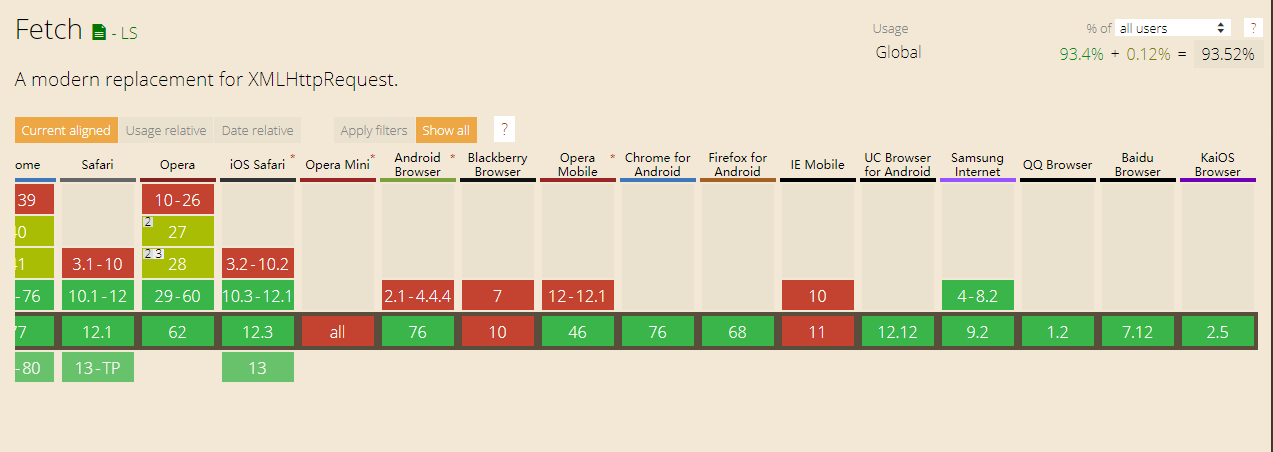 Fetch - LS
Usage % of all users ?
Global 93.4% + 0.12% = 93.52%
A modern replacement for XMLHttpRequest.
Current aligned Usage relative Date relative Apply filters Show all ?
ome Safari Opera iOS Safari * Opera Mini * Android Browser * Blackberry Browser Opera Mobile * Chrome for Android Firefox for Android IE Mobile UC Browser for Android Samsung Internet QQ Browser Baidu Browser KaiOS Browser
39 10-26
40 2 27
41 3.1-10 2 3 28 3.2-10.2
-76 10.1-12 29-60 10.3-12.1 2.1-4.4.4 7 12-12.1 10 4-8.2
77 12.1 62 12.3 all 76 10 46 76 68 11 12.12 9.2 1.2 7.12 2.5
-80 13-TP 13